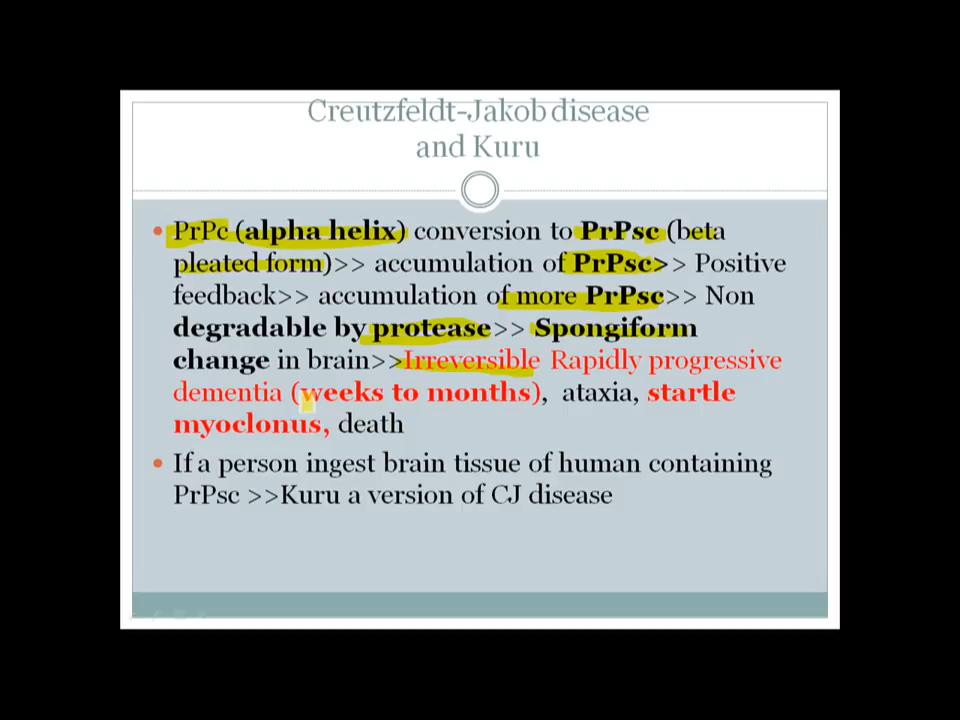 Creutzfeldt-Jakob disease
and Kuru
• PrPc (alpha helix) conversion to PrPsc (beta
pleated form)>> accumulation of PrPsc>> Positive
feedback>> accumulation of more PrPsc>> Non
degradable by protease>> Spongiform
change in brain>>Irreversible Rapidly progressive
dementia (weeks to months), ataxia, startle
myoclonus, death
• If a person ingest brain tissue of human containing
PrPsc >>Kuru a version of CJ disease